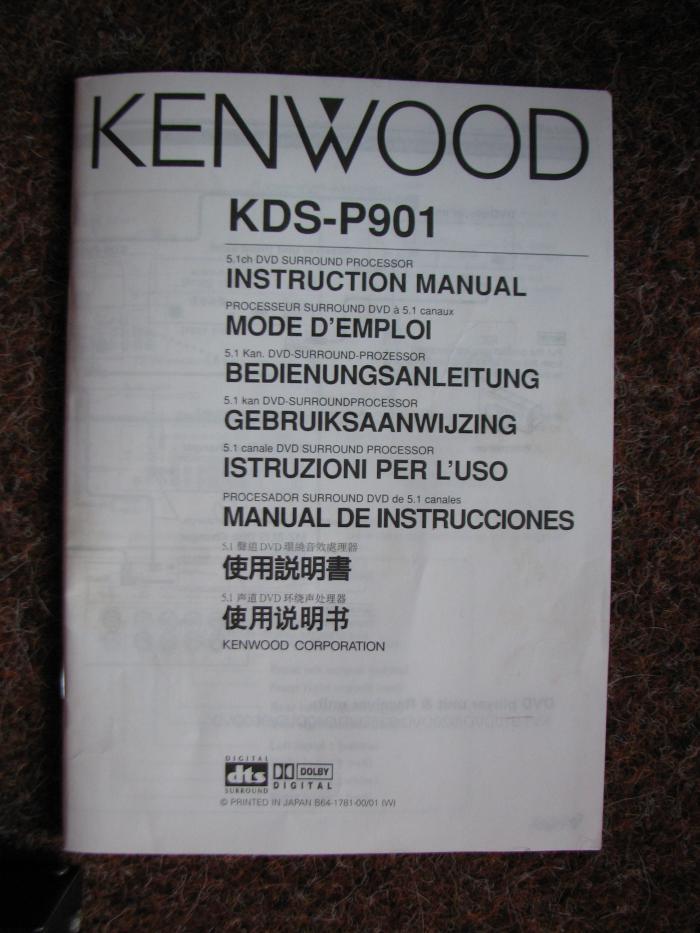 KENWOOD
KDS-P901
5.1ch DVD SURROUND PROCESSOR
INSTRUCTION MANUAL
PROCESSEUR SURROUND DVD à 5.1 canaux
MODE D'EMPLOI
5.1 Kan. DVD-SURROUND-PROZESSOR
BEDIENUNGSANLEITUNG
5.1 kan DVD-SURROUNDPROCESSOR
GEBRUIKSAANWIJZING
5.1 canale DVD SURROUND PROCESSOR
ISTRUZIONI PER L'USO
PROCESADOR SURROUND DVD de 5.1 canales
MANUAL DE INSTRUCCIONES
5.1 聲道 DVD 環繞音效處理器
使用説明書
5.1 声道 DVD 环绕声处理器
使用说明书
KENWOOD CORPORATION
DIGITAL dts SURROUND
DOLBY DIGITAL
© PRINTED IN JAPAN B64-1781-00/01 (W)